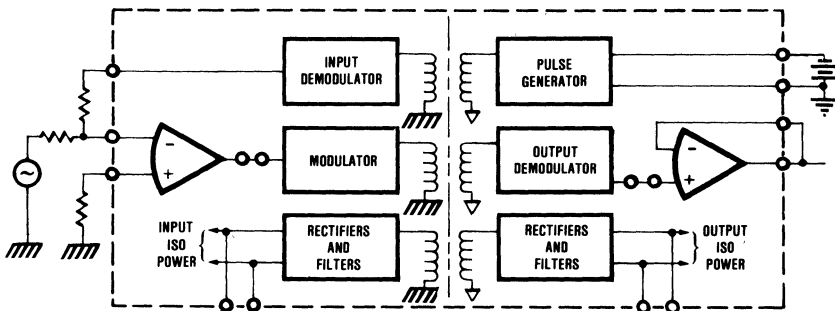 INPUT
DEMODULATOR
PULSE
GENERATOR
-
+
MODULATOR
OUTPUT
DEMODULATOR
-
+
INPUT
ISO
POWER
RECTIFIERS
AND
FILTERS
RECTIFIERS
AND
FILTERS
OUTPUT
ISO
POWER